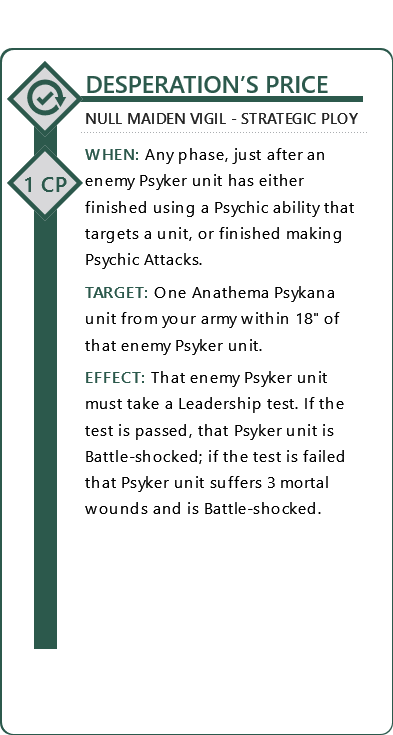 DESPERATION’S PRICE
NULL MAIDEN VIGIL - STRATEGIC PLOY
1 CP
WHEN: Any phase, just after an
enemy Psyker unit has either
finished using a Psychic ability that
targets a unit, or finished making
Psychic Attacks.
TARGET: One Anathema Psykana
unit from your army within 18" of
that enemy Psyker unit.
EFFECT: That enemy Psyker unit
must take a Leadership test. If the
test is passed, that Psyker unit is
Battle-shocked; if the test is failed
that Psyker unit suffers 3 mortal
wounds and is Battle-shocked.